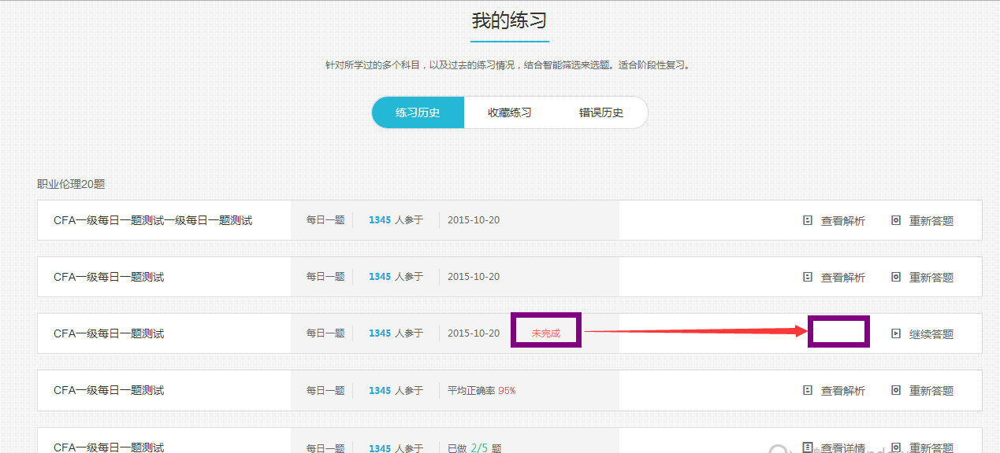 我的练习
针对所学过的多个科目，以及过去的练习情况，结合智能筛选来选题。适合阶段性复习。
练习历史 收藏练习 错误历史
职业伦理20题
CFA一级每日一题测试一级每日一题测试 每日一题 1345 人参于 2015-10-20 查看解析 重新答题
CFA一级每日一题测试 每日一题 1345 人参于 2015-10-20 查看解析 重新答题
CFA一级每日一题测试 每日一题 1345 人参于 2015-10-20 未完成 继续答题
CFA一级每日一题测试 每日一题 1345 人参于 平均正确率 95% 查看解析 重新答题
CFA一级每日一题测试 每日一题 1345 人参于 已做 2/5 题 查看详情 重新答题